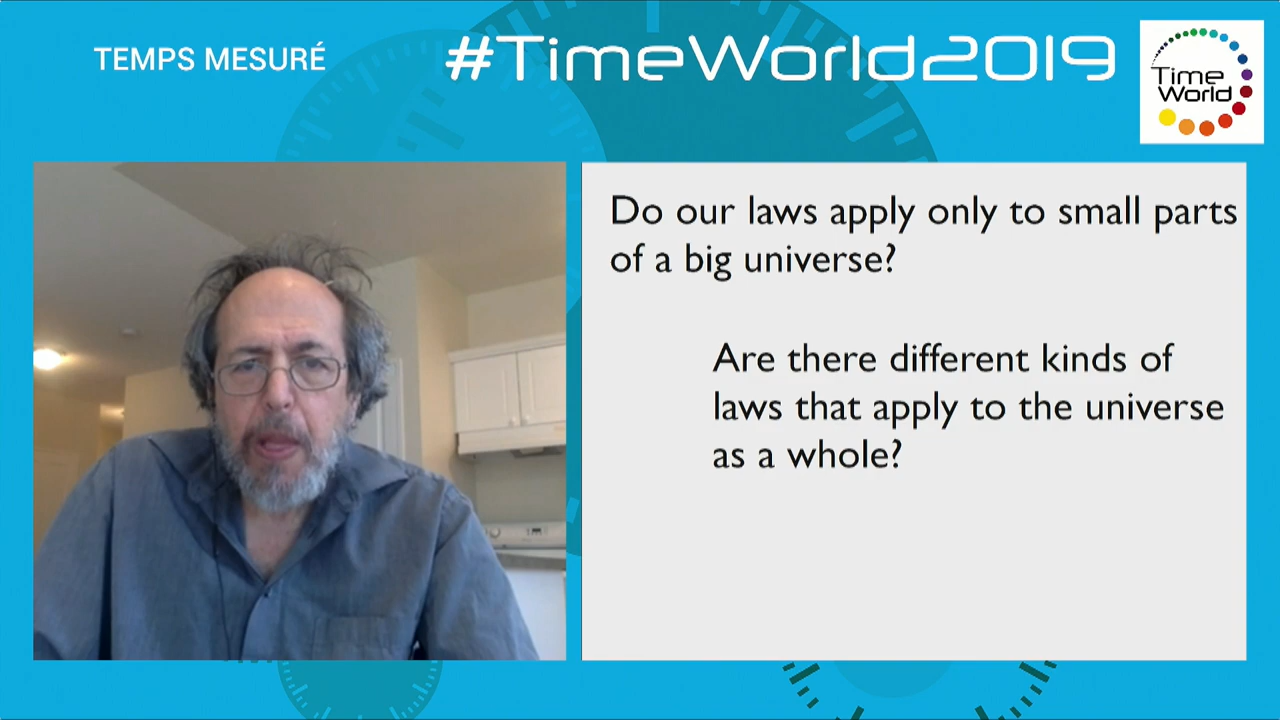 TEMPS MESURÉ
#TimeWorld2019
Time
World
Do our laws apply only to small parts
of a big universe?
Are there different kinds of
laws that apply to the universe
as a whole?